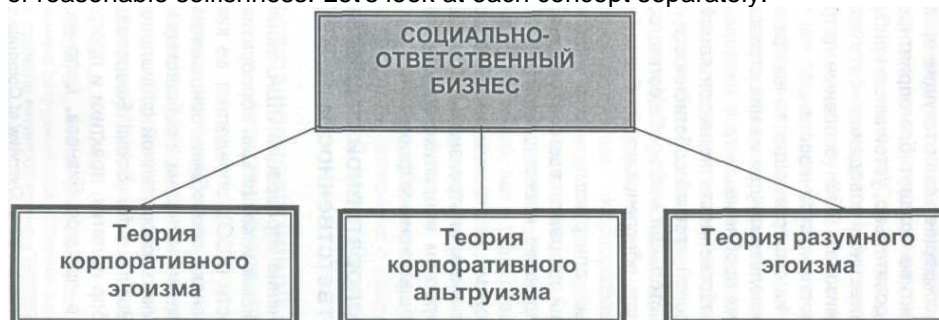 of reasonable selfishness. Let's look at each concept separately.
СОЦИАЛЬНО-
ОТВЕТСТВЕННЫЙ
БИЗНЕС
Теория
корпоративного
эгоизма
Теория
корпоративного
альтруизма
Теория разумного
эгоизма